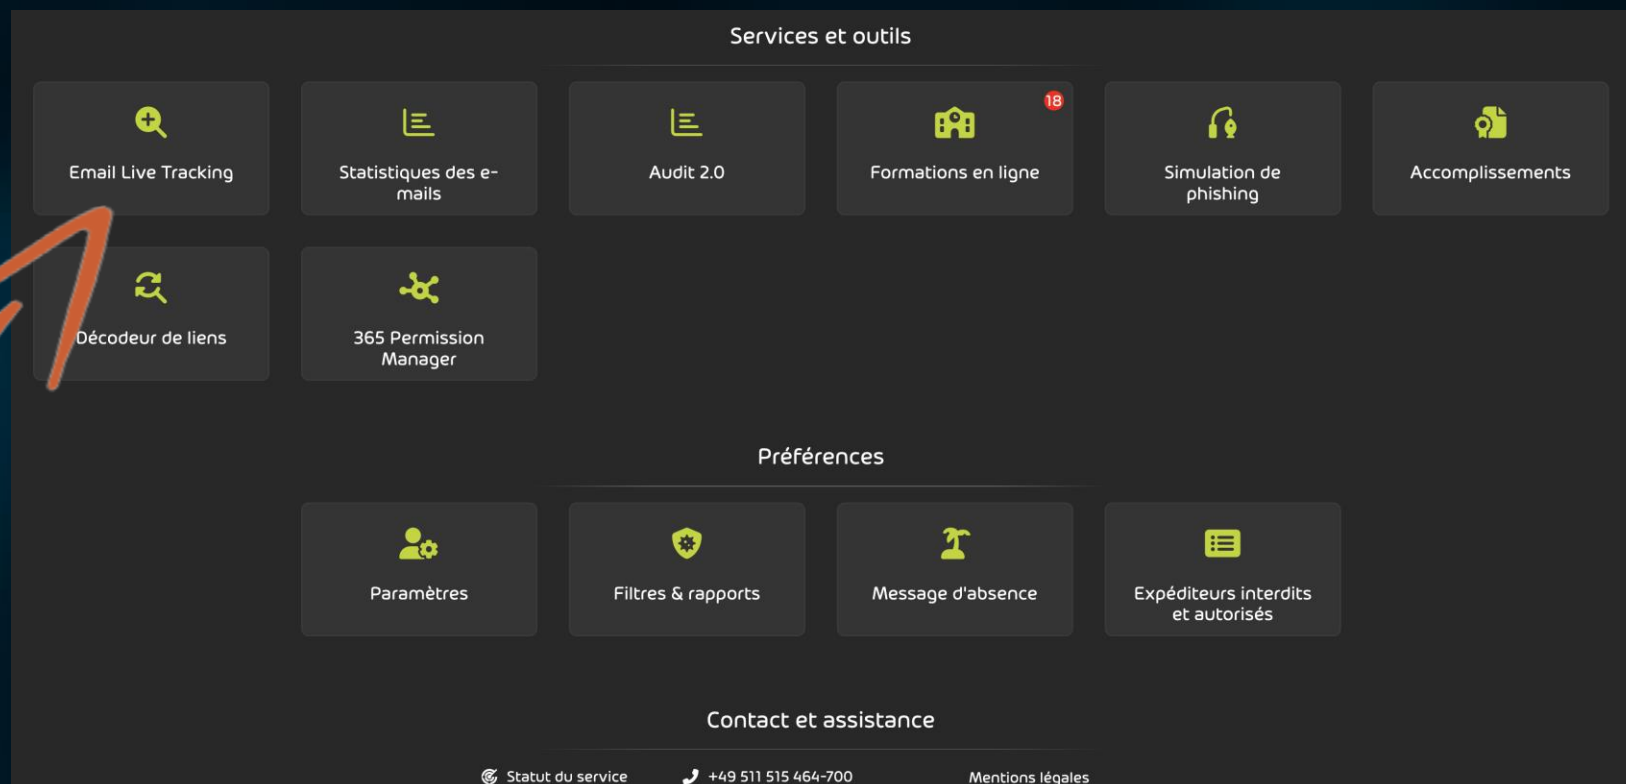 Services et outils
Email Live Tracking
Statistiques des e-
mails
Audit 2.0
18
Formations en ligne
Simulation de
phishing
Accomplissements
Décodeur de liens
365 Permission
Manager
Préférences
Paramètres
Filtres & rapports
Message d'absence
Expéditeurs interdits
et autorisés
Contact et assistance
Statut du service
+49 511 515 464-700
Mentions légales